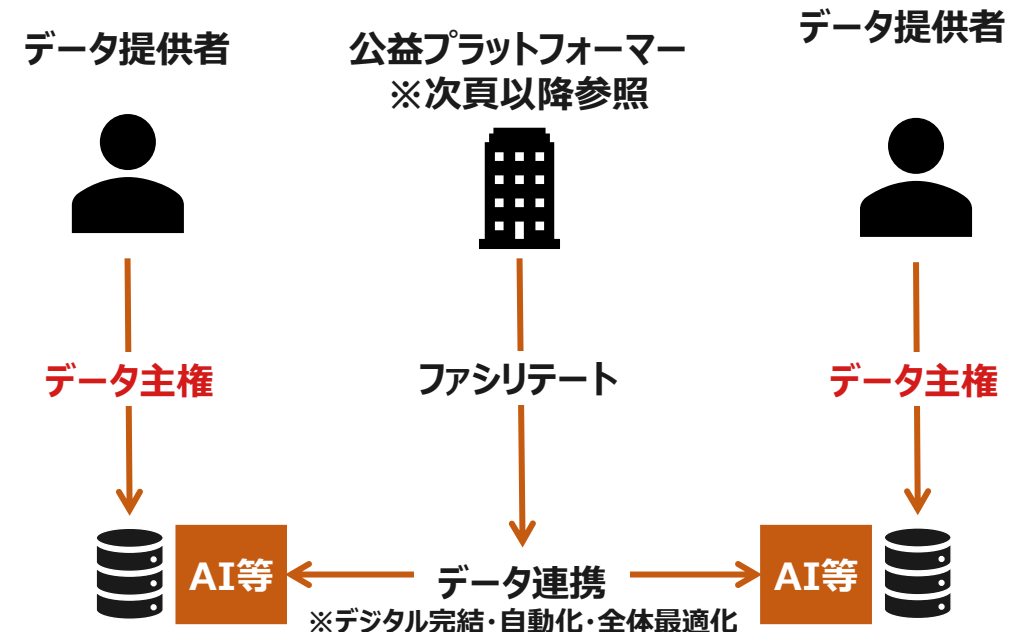 データ提供者
公益プラットフォーマー
※次頁以降参照
データ提供者
データ主権
ファシリテート
データ主権
AI等
データ連携
※デジタル完結・自動化・全体最適化
AI等